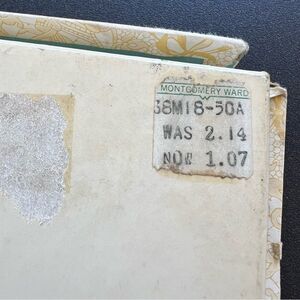 MONTGOMERY WARD
38M18-50A
WAS 2.14
NOW 1.07